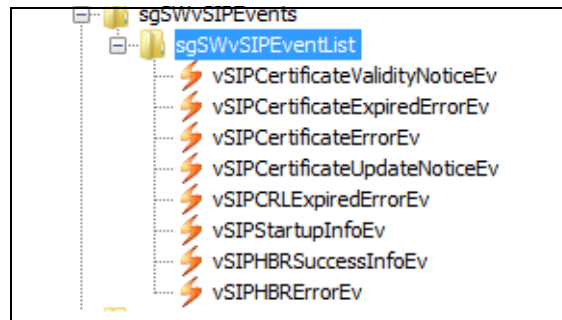 sgSWvSIPEvents
sgSWvSIPEventList
vSIPCertificateValidityNoticeEv
vSIPCertificateExpiredErrorEv
vSIPCertificateErrorEv
vSIPCertificateUpdateNoticeEv
vSIPCRLExpiredErrorEv
vSIPStartupInfoEv
vSIPHBRSuccessInfoEv
vSIPHBRErrorEv